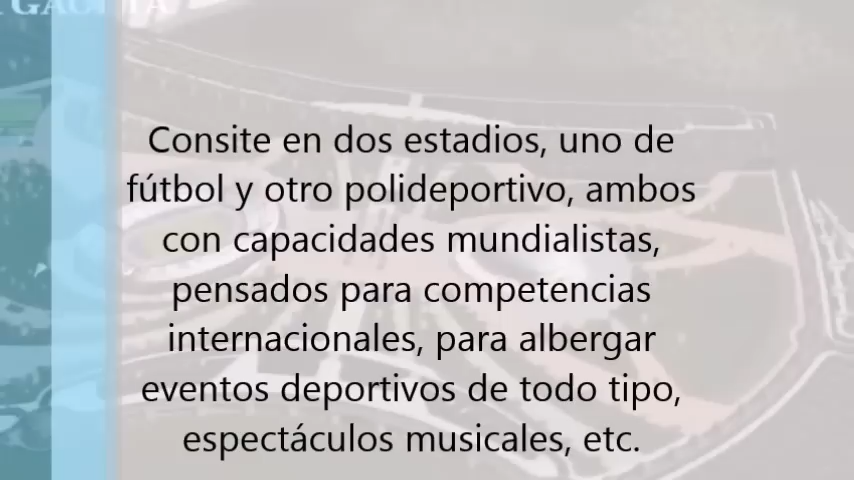 GACETA
Consite en dos estadios, uno de
fútbol y otro polideportivo, ambos
con capacidades mundialistas,
pensados para competencias
internacionales, para albergar
eventos deportivos de todo tipo,
espectáculos musicales, etc.